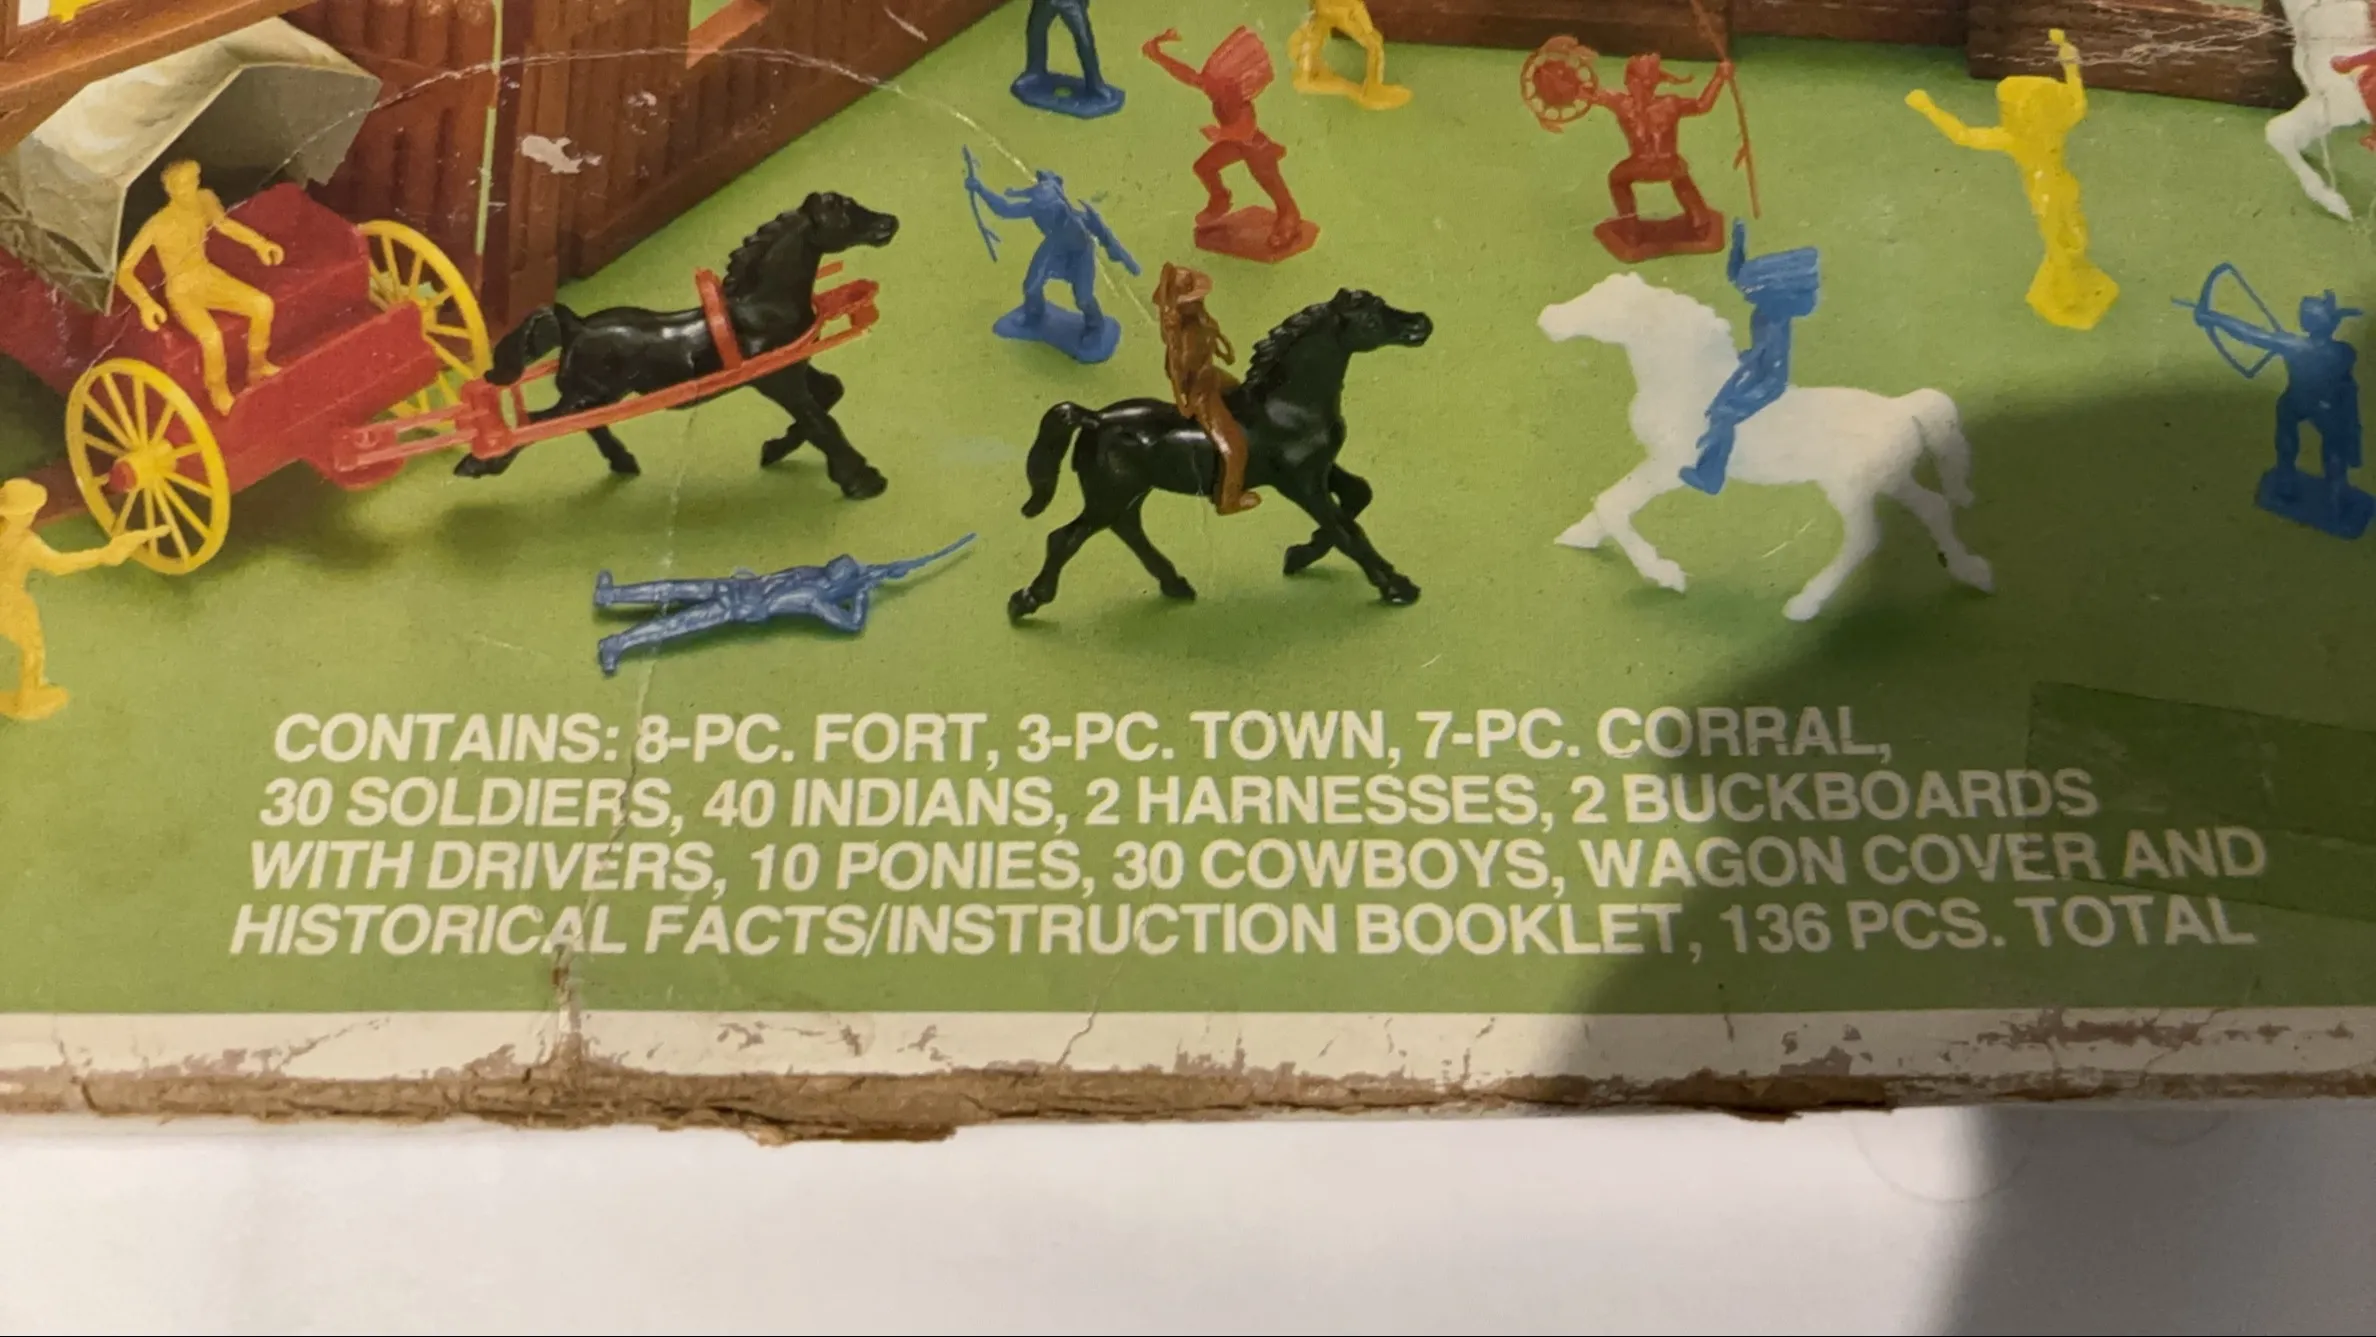 CONTAINS: 8-PC. FORT, 3-PC. TOWN, 7-PC. CORRAL,
30 SOLDIERS, 40 INDIANS, 2 HARNESSES, 2 BUCKBOARDS
WITH DRIVERS, 10 PONIES, 30 COWBOYS, WAGON COVER AND
HISTORICAL FACTS/INSTRUCTION BOOKLET, 136 PCS. TOTAL